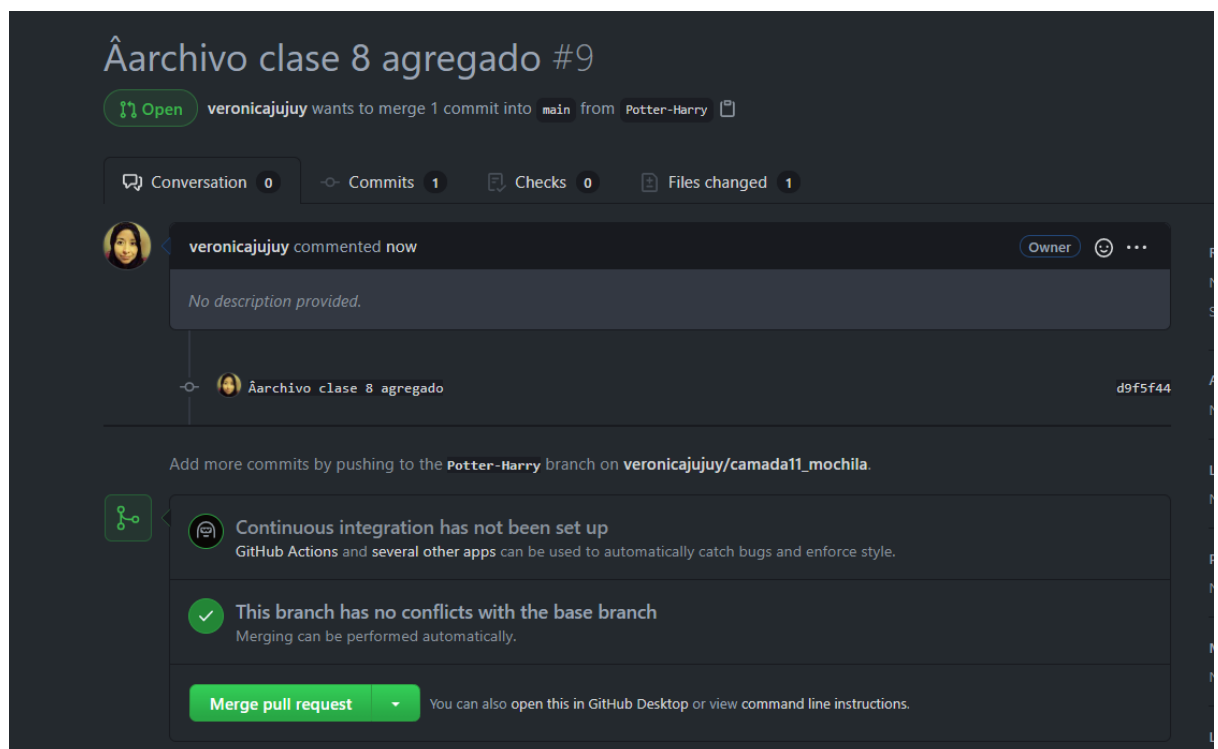 Âarchivo clase 8 agregado #9
Open veronicajujuy wants to merge 1 commit into main from Potter-Harry
Conversation 0 Commits 1 Checks 0 Files changed 1
veronicajujuy commented now Owner
No description provided.
Âarchivo clase 8 agregado d9f5f44
Add more commits by pushing to the Potter-Harry branch on veronicajujuy/camada11_mochila.
Continuous integration has not been set up
GitHub Actions and several other apps can be used to automatically catch bugs and enforce style.
This branch has no conflicts with the base branch
Merging can be performed automatically.
Merge pull request You can also open this in GitHub Desktop or view command line instructions.